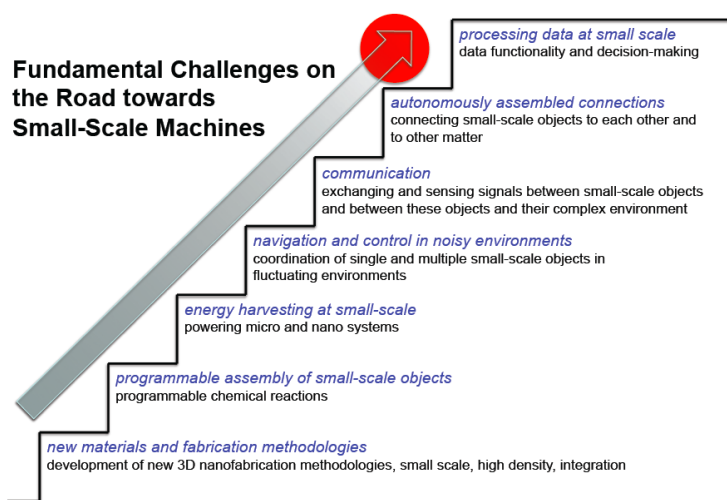 Fundamental Challenges on
the Road towards
Small-Scale Machines
processing data at small scale
data functionality and decision-making
autonomously assembled connections
connecting small-scale objects to each other and
to other matter
communication
exchanging and sensing signals between small-scale objects
and between these objects and their complex environment
navigation and control in noisy environments
coordination of single and multiple small-scale objects in
fluctuating environments
energy harvesting at small-scale
powering micro and nano systems
programmable assembly of small-scale objects
programmable chemical reactions
new materials and fabrication methodologies
development of new 3D nanofabrication methodologies, small scale, high density, integration